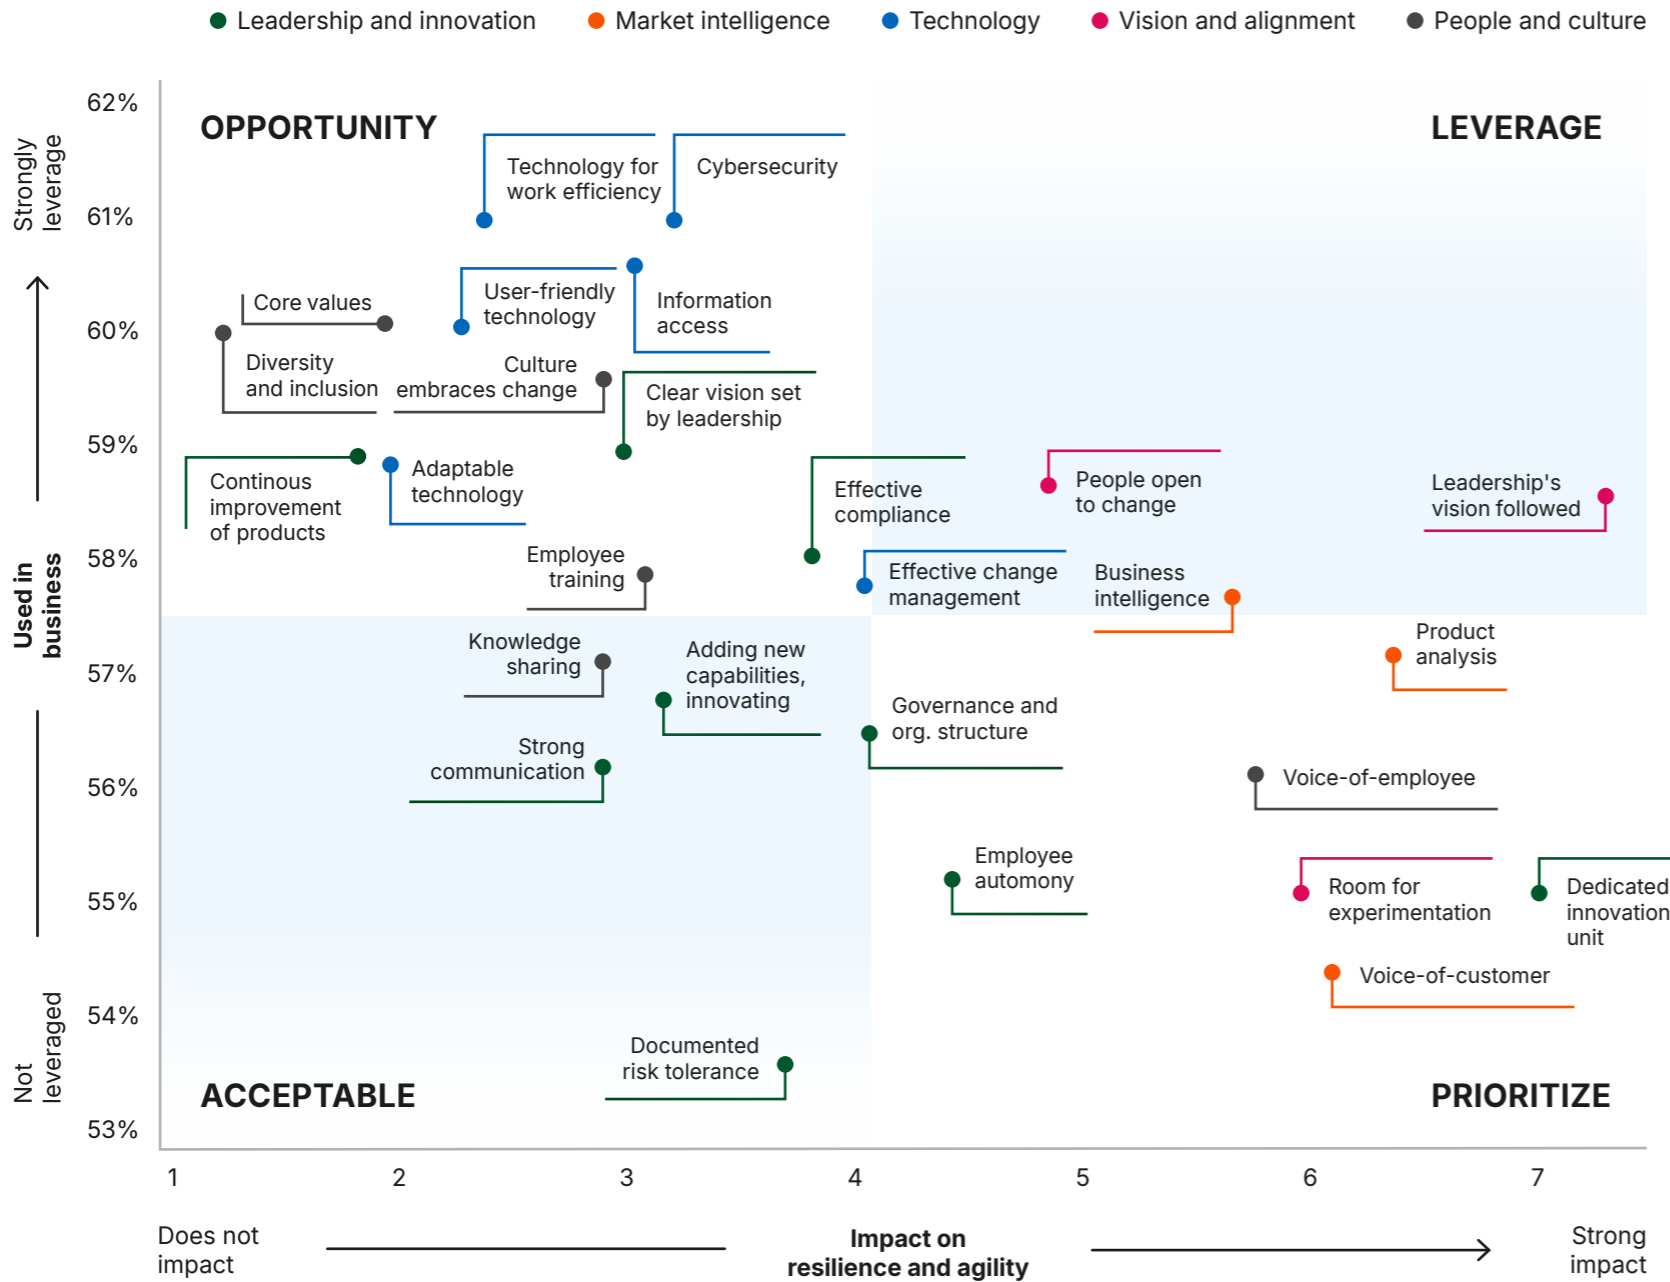 Leadership and innovation
Market intelligence
Technology
Vision and alignment
People and culture
62%
61%
60%
59%
58%
57%
56%
55%
54%
53%
Strongly
leverage
Used in
business
Not
leveraged
OPPORTUNITY
LEVERAGE
Technology for
work efficiency
Cybersecurity
User-friendly
technology
Information
access
Core values
Diversity
and inclusion
Culture
embraces change
Clear vision set
by leadership
Continous
improvement
of products
Adaptable
technology
Effective
compliance
People open
to change
Leadership's
vision followed
Employee
training
Effective change
management
Business
intelligence
Knowledge
sharing
Adding new
capabilities,
innovating
Product
analysis
Governance and
org. structure
Strong
communication
Voice-of-employee
Employee
automony
Room for
experimentation
Dedicated
innovation
unit
Voice-of-customer
Documented
risk tolerance
ACCEPTABLE
PRIORITIZE
1
2
3
4
5
6
7
Does not
impact
Impact on
resilience and agility
Strong
impact